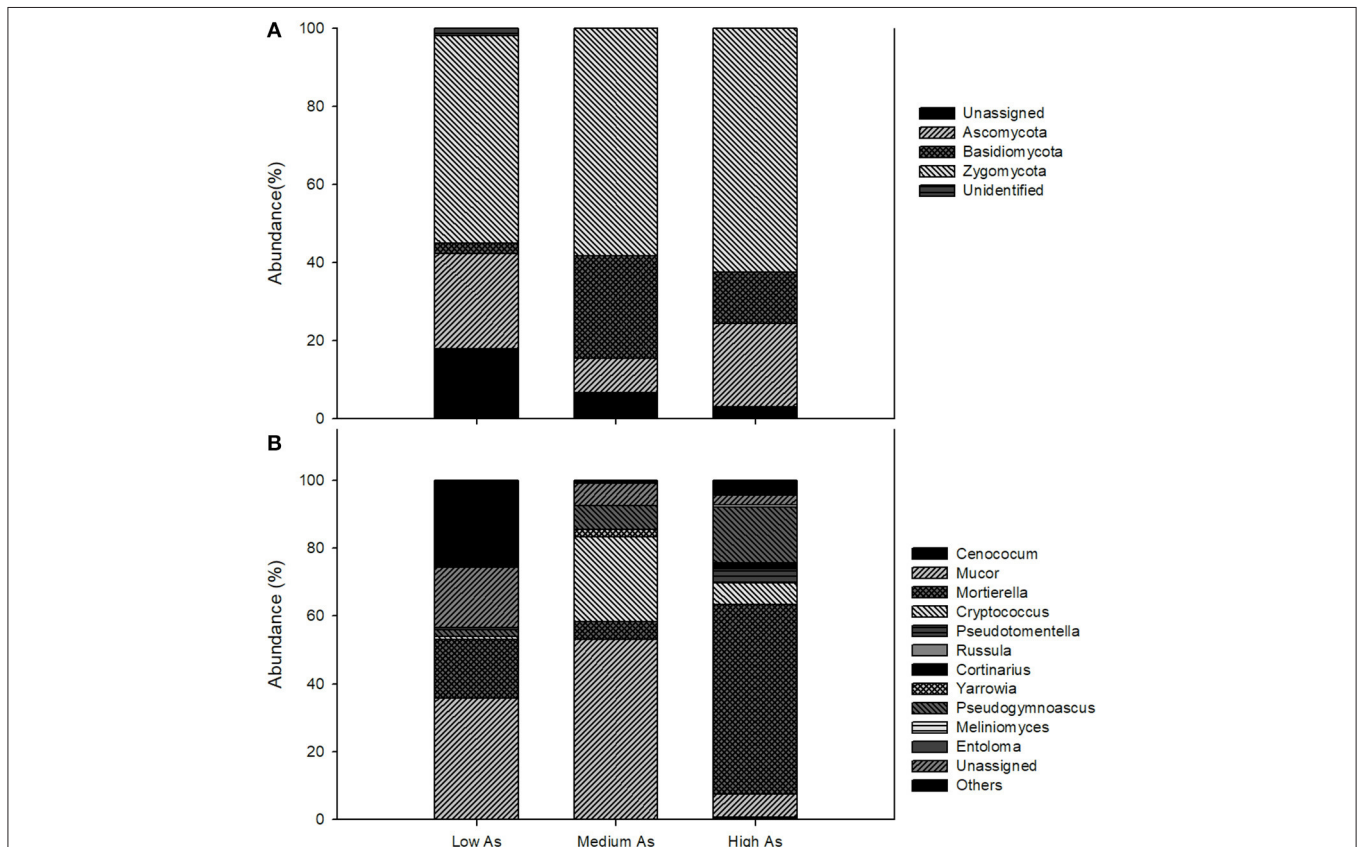 A
100
80
60
40
20
0
Abundance(%)
Unassigned
Ascomycota
Basidiomycota
Zygomycota
Unidentified
B
100
80
60
40
20
0
Abundance (%)
Low As
Medium As
High As
Cenococum
Mucor
Mortierella
Cryptococcus
Pseudotomentella
Russula
Cortinarius
Yarrowia
Pseudogymnoascus
Meliniomyces
Entoloma
Unassigned
Others